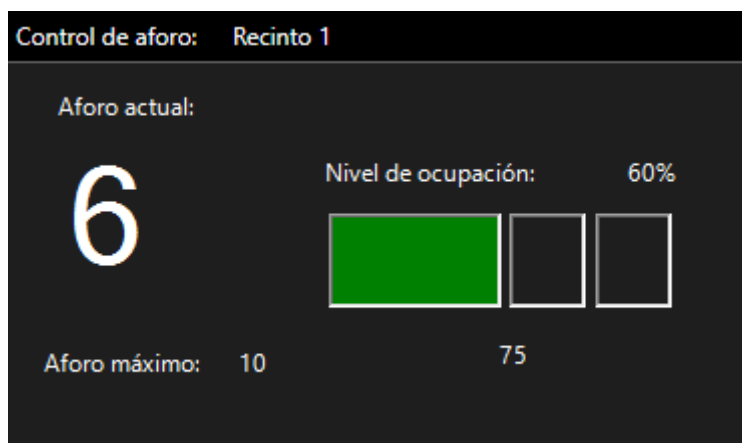 Control de aforo: Recinto 1
Aforo actual:
6
Nivel de ocupación: 60%
Aforo máximo: 10
75